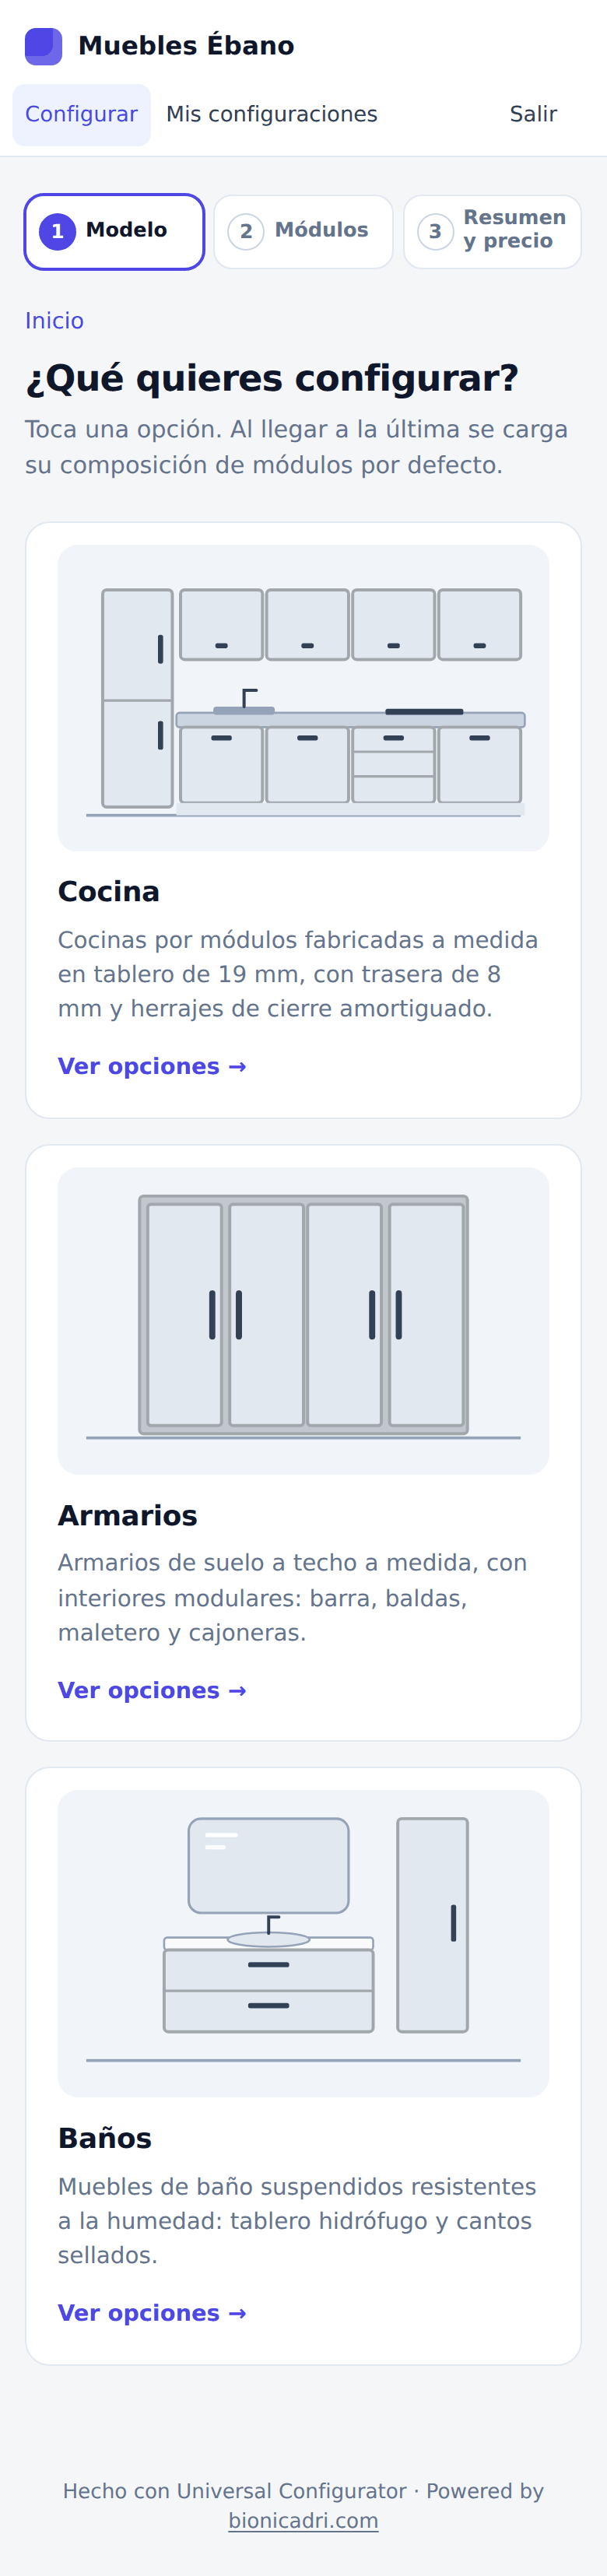 Muebles Ébano
Configurar
Mis configuraciones
Salir
1 Modelo
2 Módulos
3 Resumen
y precio
Inicio
¿Qué quieres configurar?
Toca una opción. Al llegar a la última se carga
su composición de módulos por defecto.
Cocina
Cocinas por módulos fabricadas a medida
en tablero de 19 mm, con trasera de 8
mm y herrajes de cierre amortiguado.
Ver opciones →
Armarios
Armarios de suelo a techo a medida, con
interiores modulares: barra, baldas,
maletero y cajoneras.
Ver opciones →
Baños
Muebles de baño suspendidos resistentes
a la humedad: tablero hidrófugo y cantos
sellados.
Ver opciones →
Hecho con Universal Configurator · Powered by
bionicadri.com